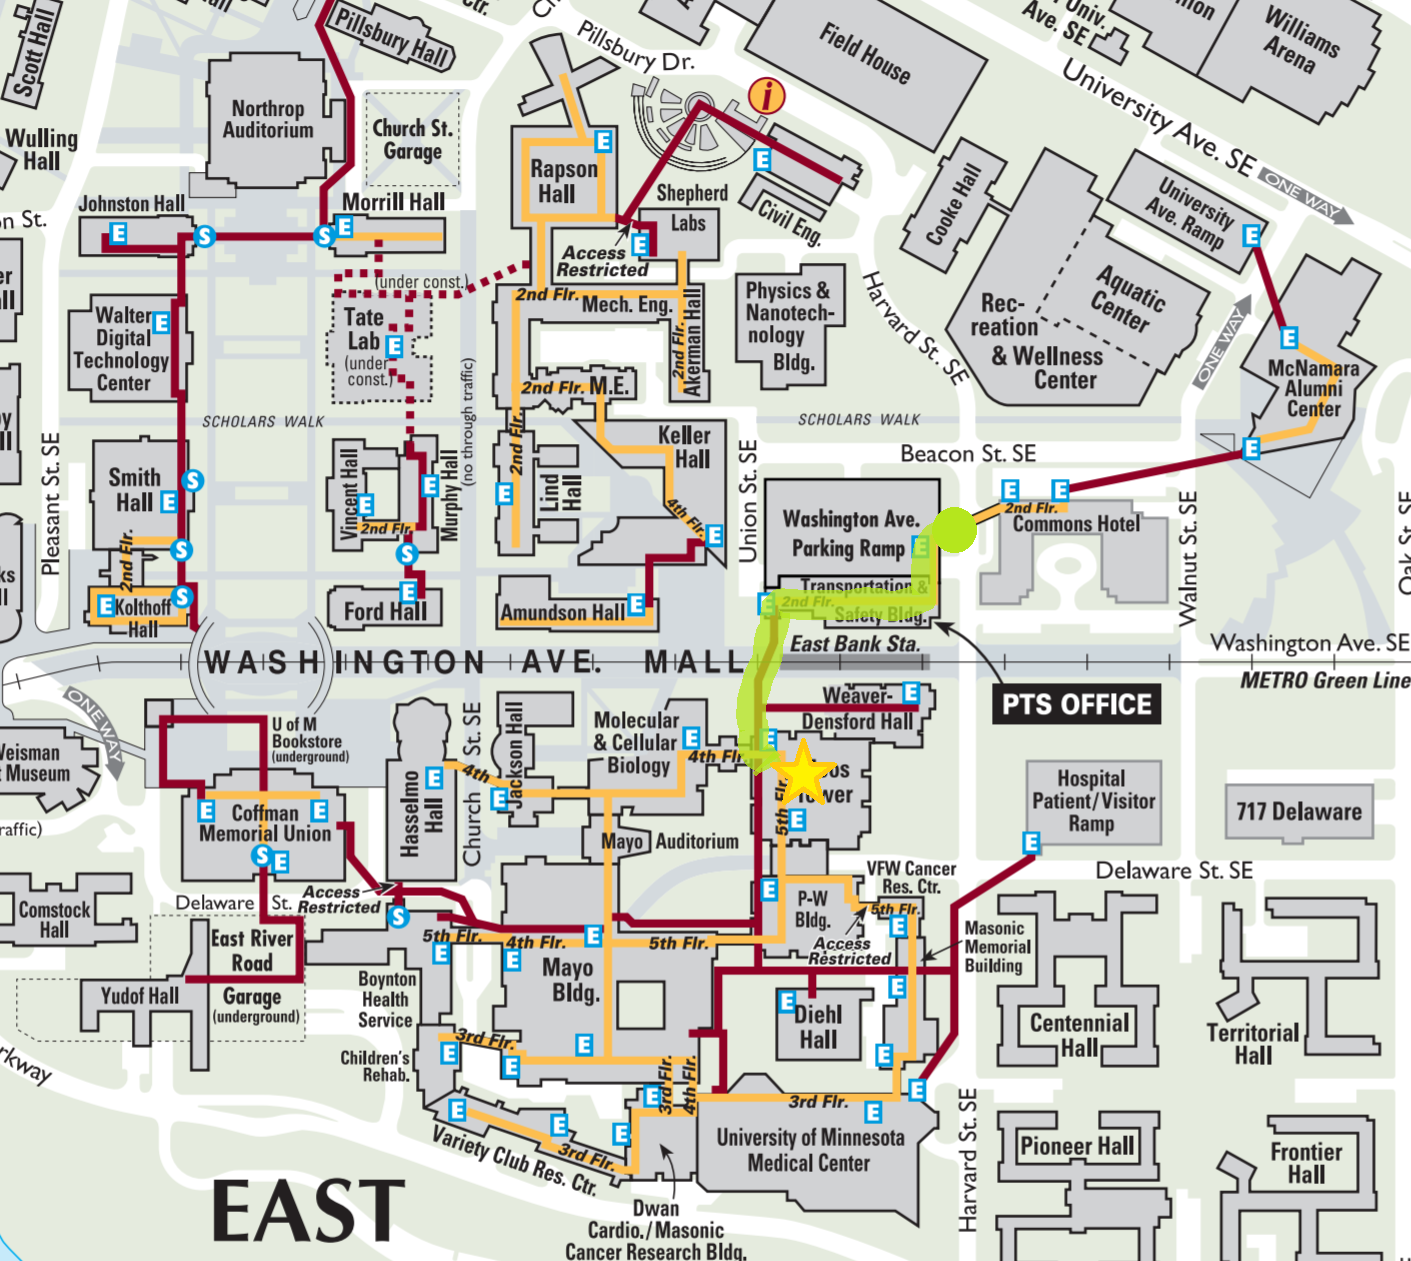 Scott Hall
Pillsbury Hall
Ctr.
Pillsbury Dr.
Field House
Univ.
Ave. SE
Williams
Arena
University Ave. SE
ONE WAY
Northrop
Auditorium
Church St.
Garage
Wulling
Hall
Rapson
Hall
E
i
E
Shepherd
Labs
Civil Eng.
Cooke Hall
University
Ave. Ramp
E
Johnston Hall
E
S
S
E
Morrill Hall
on St.
Access
Restricted
E
(under const.)
2nd Flr.
Mech. Eng.
Akerman Hall
2nd Flr.
Physics &
Nanotech-
nology
Bldg.
Harvard St. SE
Rec-
reation
& Wellness
Center
Aquatic
Center
ONE WAY
E
McNamara
Alumni
Center
E
Walter
Digital
Technology
Center
E
Tate
Lab
(under
const.)
E
(no through traffic)
2nd Flr.
M.E.
SCHOLARS WALK
SCHOLARS WALK
Pleasant St. SE
Smith
Hall
E
S
Vincent Hall
E
2nd Flr.
Murphy Hall
E
2nd Flr.
Lind
Hall
E
Keller
Hall
4th Flr.
E
Union St. SE
Beacon St. SE
E
E
2nd Flr.
Commons Hotel
Washington Ave.
Parking Ramp
E
Transportation &
2nd Flr.
Safety Bldg.
E
Walnut St. SE
Oak St. SE
2nd Flr.
S
S
E
Kolthoff
Hall
S
E
Ford Hall
Amundson Hall
E
East Bank Sta.
WASHINGTON AVE. MALL
Washington Ave. SE
METRO Green Line
PTS OFFICE
ONE WAY
Weisman
Museum
U of M
Bookstore
(underground)
Church St. SE
Jackson Hall
E
Molecular
& Cellular
Biology
E
4th Flr.
E
Weaver-
Densford Hall
E
Tower
5th Flr.
E
Hasselmo
Hall
E
4th
E
E
Coffman
Memorial Union
S
E
Mayo
Auditorium
Hospital
Patient/Visitor
Ramp
E
717 Delaware
Delaware St. SE
Delaware St.
Access
Restricted
S
Comstock
Hall
East River
Road
Garage
(underground)
Yudof Hall
5th Flr.
4th Flr.
5th Flr.
E
E
E
Mayo
Bldg.
E
P-W
Bldg.
VFW Cancer
Res. Ctr.
5th Flr.
E
Access
Restricted
Masonic
Memorial
Building
E
E
Diehl
Hall
E
Boynton
Health
Service
Children's
Rehab.
3rd Flr.
E
E
E
E
3rd Flr.
4th Flr.
3rd Flr.
E
E
University of Minnesota
Medical Center
E
E
E
Variety Club Res. Ctr.
3rd Flr.
Dwan
Cardio./Masonic
Cancer Research Bldg.
Centennial
Hall
Territorial
Hall
Harvard St. SE
Pioneer Hall
Frontier
Hall
EAST